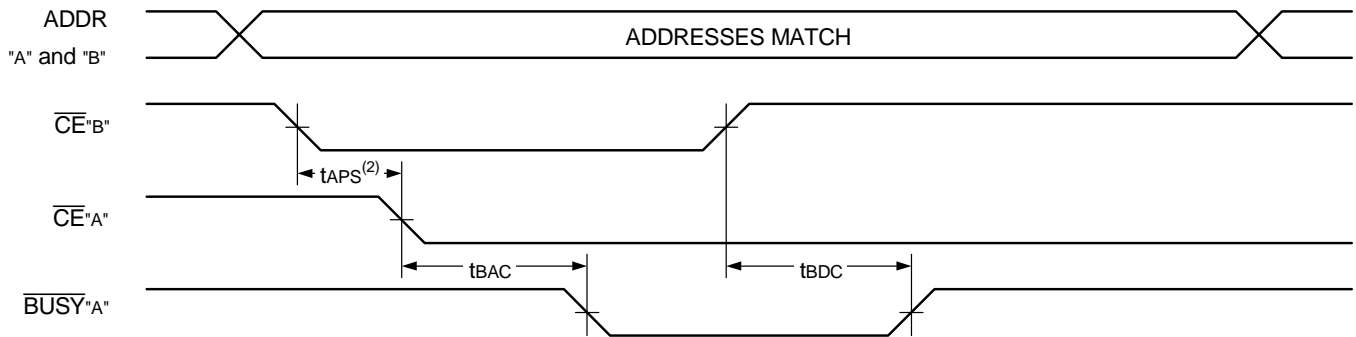 ADDR
"A" and "B"
ADDRESSES MATCH
CE"B"
tAPS(2)
CE"A"
tBAC
tBDC
BUSY"A"